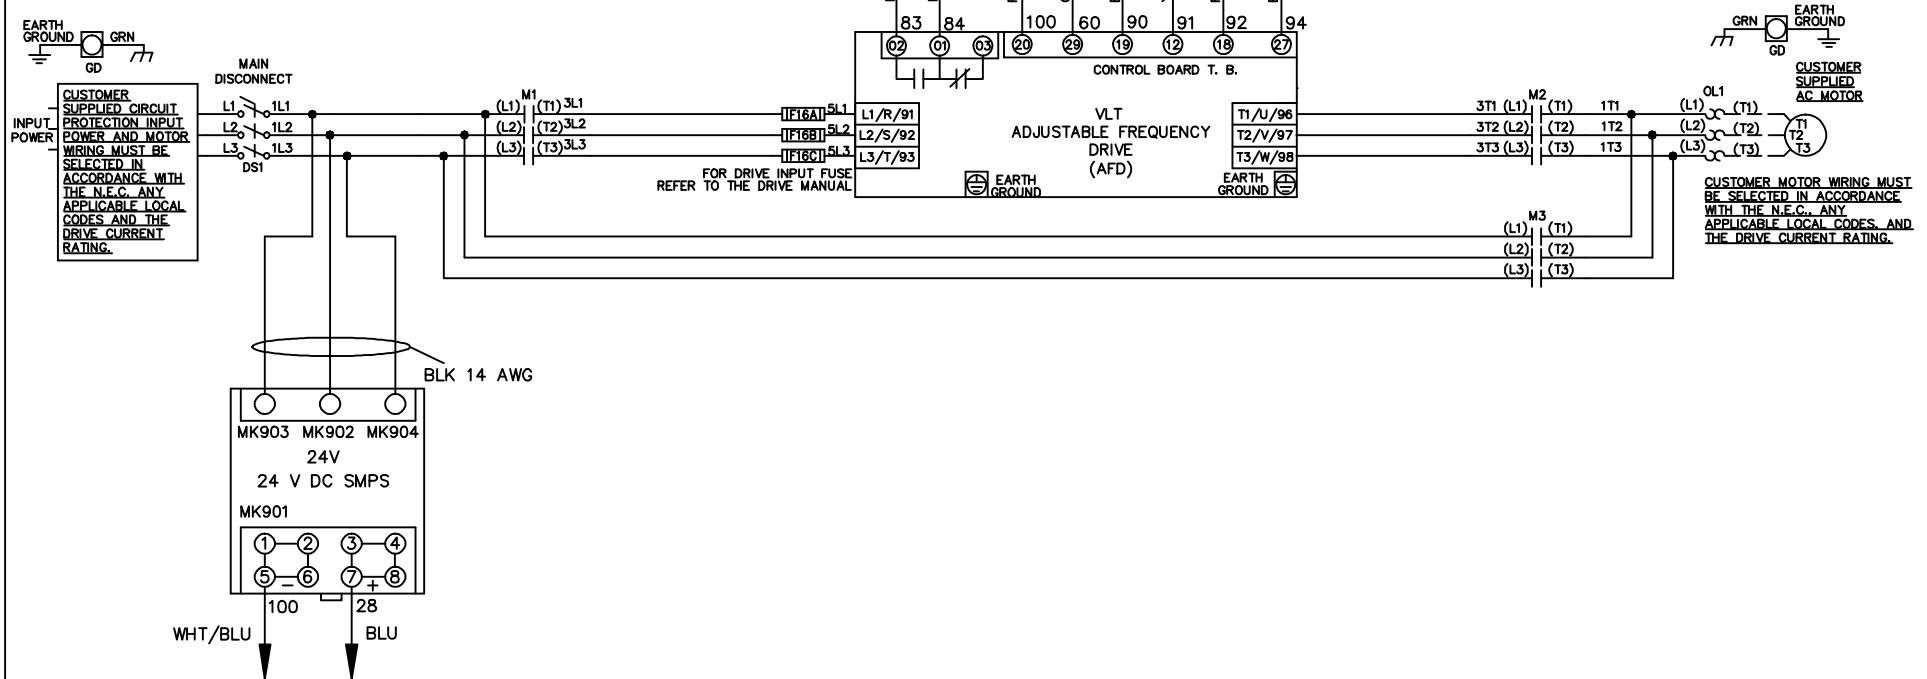 83 84 100 60 90 91 92 94
EARTH
GROUND
GRN
GD
EARTH
GROUND
GRN
GD
02 01 03 20 29 19 12 18 27
CONTROL BOARD T. B.
MAIN
DISCONNECT
INPUT
POWER
CUSTOMER
SUPPLIED CIRCUIT
PROTECTION INPUT
POWER AND MOTOR
WIRING MUST BE
SELECTED IN
ACCORDANCE WITH
THE N.E.C. ANY
APPLICABLE LOCAL
CODES AND THE
DRIVE CURRENT
RATING.
L1 1L1
L2 1L2
L3 1L3
DS1
M1
(L1) (T1) 3L1
(L2) (T2) 3L2
(L3) (T3) 3L3
F16A 5L1
F16B 5L2
F16C 5L3
FOR DRIVE INPUT FUSE
REFER TO THE DRIVE MANUAL
L1/R/91
L2/S/92
L3/T/93
VLT
ADJUSTABLE FREQUENCY
DRIVE
(AFD)
T1/U/96
T2/V/97
T3/W/98
EARTH
GROUND
EARTH
GROUND
M2
3T1 (L1) (T1) 1T1
3T2 (L2) (T2) 1T2
3T3 (L3) (T3) 1T3
OL1
(L1) (T1)
(L2) (T2)
(L3) (T3)
T1
T2
T3
CUSTOMER
SUPPLIED
AC MOTOR
CUSTOMER MOTOR WIRING MUST
BE SELECTED IN ACCORDANCE
WITH THE N.E.C., ANY
APPLICABLE LOCAL CODES, AND
THE DRIVE CURRENT RATING.
M3
(L1) (T1)
(L2) (T2)
(L3) (T3)
BLK 14 AWG
MK903 MK902 MK904
24V
24 V DC SMPS
MK901
1 2 3 4
5 6 7 8
- +
100 28
WHT/BLU BLU